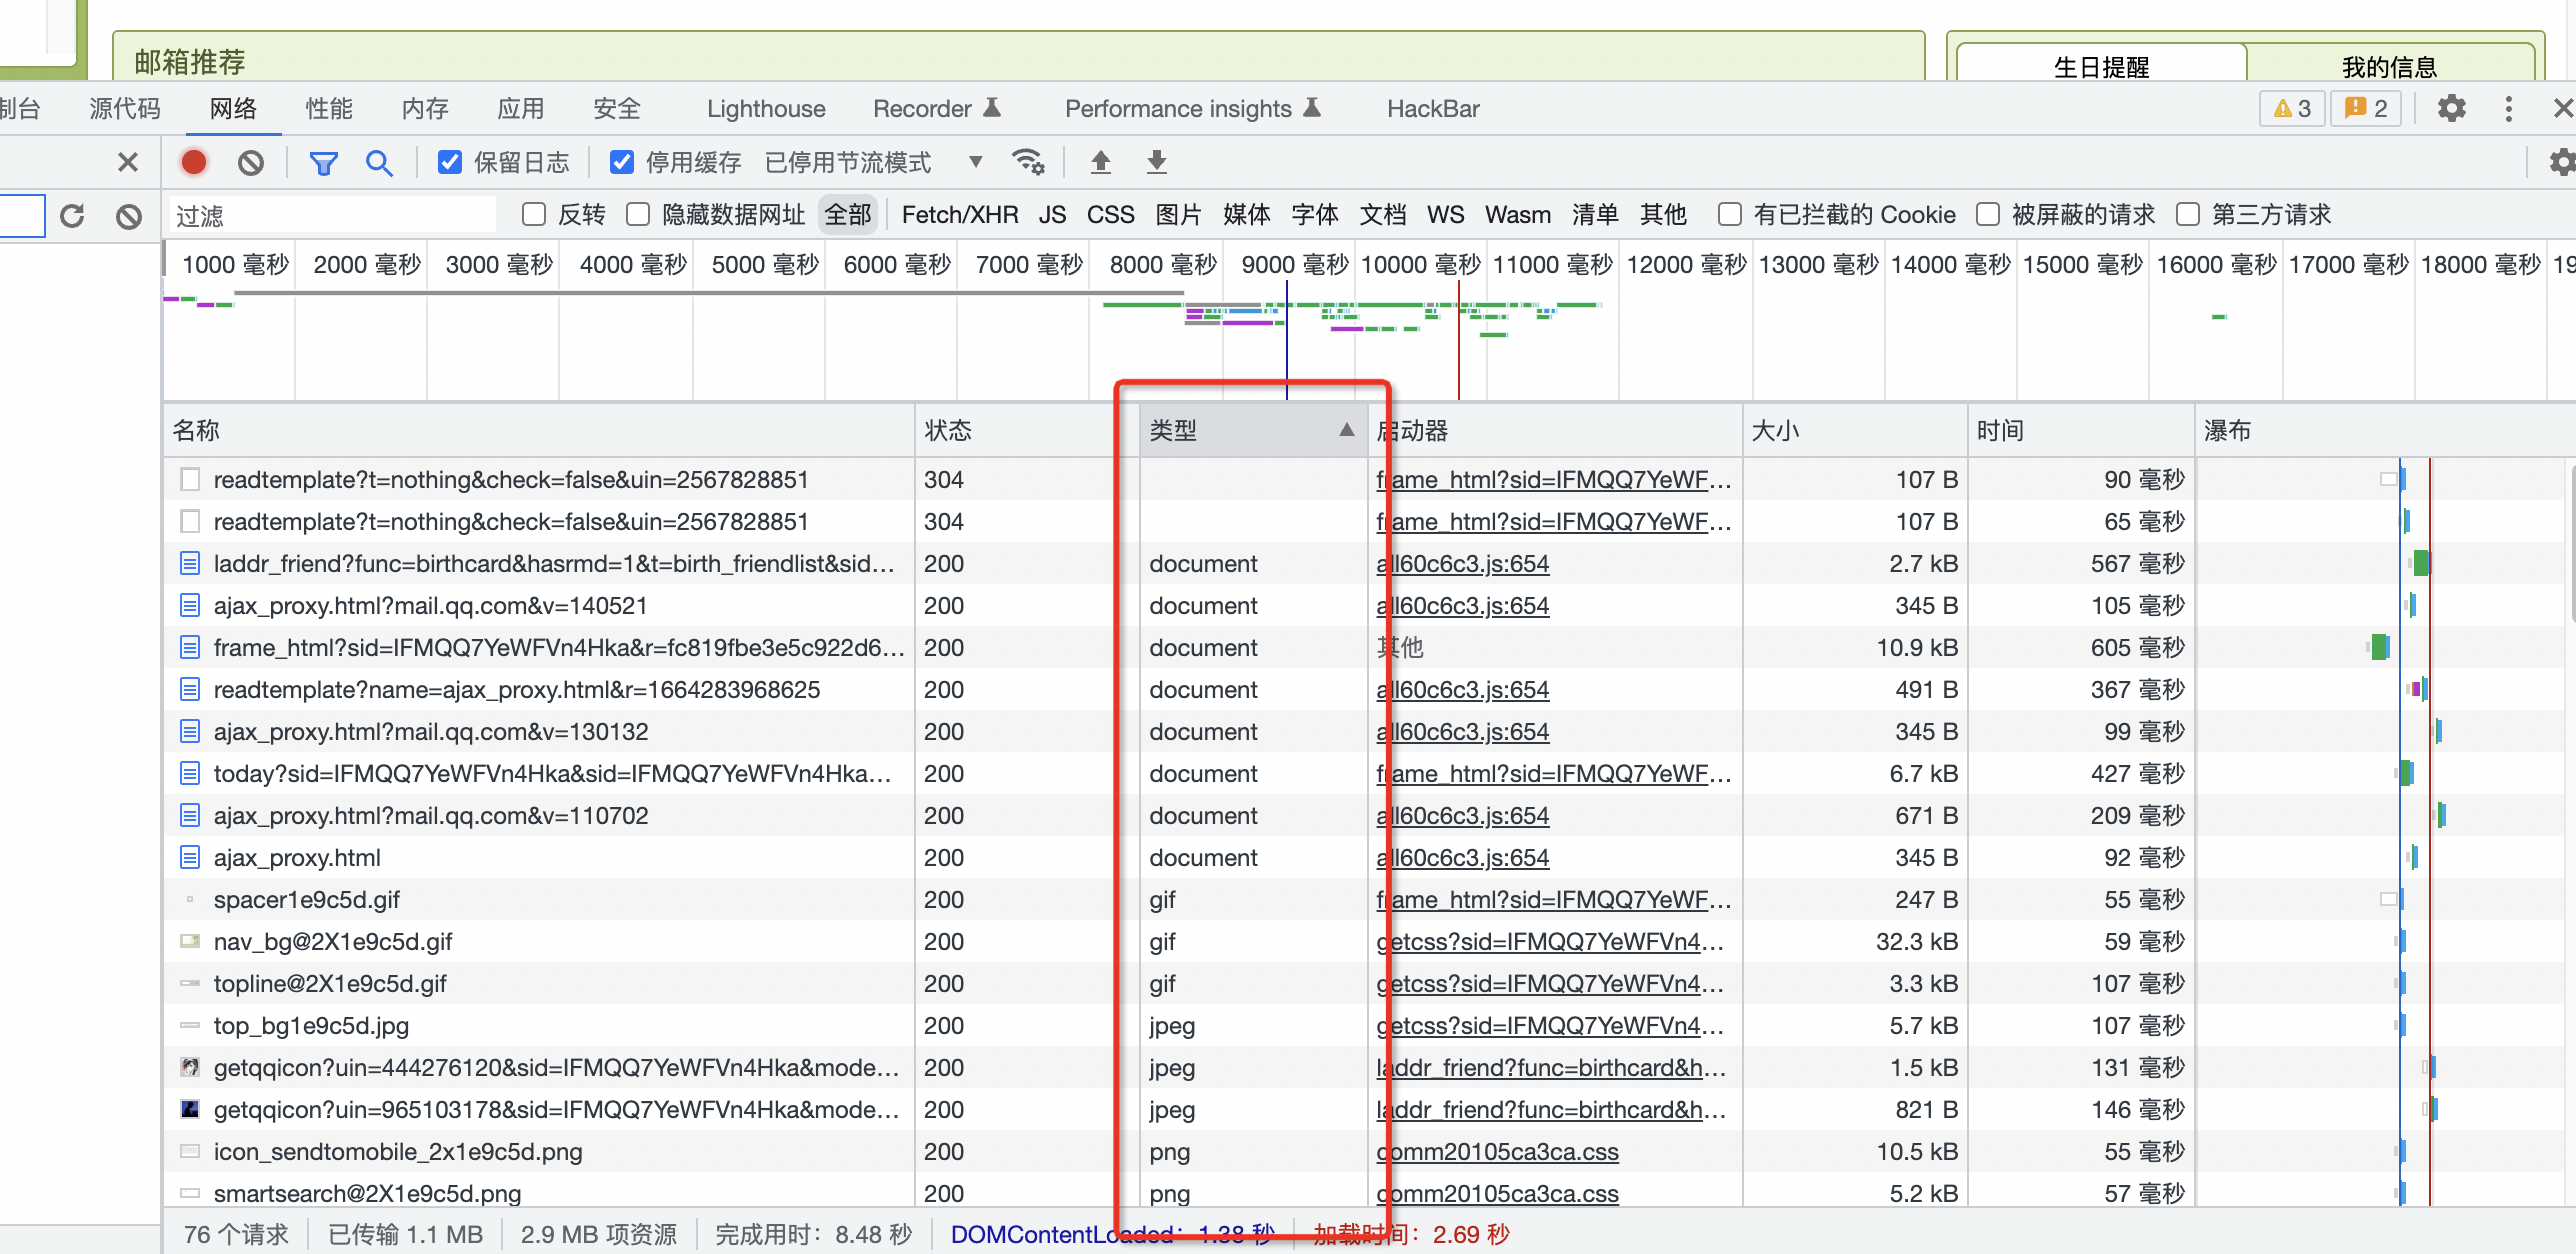 邮箱推荐
生日提醒 我的信息
制台 源代码 网络 性能 内存 应用 安全 Lighthouse Recorder Performance insights HackBar 3 2
保留日志 停用缓存 已停用节流模式
过滤 反转 隐藏数据网址 全部 Fetch/XHR JS CSS 图片 媒体 字体 文档 WS Wasm 清单 其他 有已拦截的 Cookie 被屏蔽的请求 第三方请求
1000 毫秒 2000 毫秒 3000 毫秒 4000 毫秒 5000 毫秒 6000 毫秒 7000 毫秒 8000 毫秒 9000 毫秒 10000 毫秒 11000 毫秒 12000 毫秒 13000 毫秒 14000 毫秒 15000 毫秒 16000 毫秒 17000 毫秒 18000 毫秒 19
名称 状态 类型 启动器 大小 时间 瀑布
readtemplate?t=nothing&check=false&uin=2567828851 304 frame_html?sid=IFMQQ7YeWF… 107 B 90 毫秒
readtemplate?t=nothing&check=false&uin=2567828851 304 frame_html?sid=IFMQQ7YeWF… 107 B 65 毫秒
laddr_friend?func=birthcard&hasrmd=1&t=birth_friendlist&sid… 200 document all60c6c3.js:654 2.7 kB 567 毫秒
ajax_proxy.html?mail.qq.com&v=140521 200 document all60c6c3.js:654 345 B 105 毫秒
frame_html?sid=IFMQQ7YeWFVn4Hka&r=fc819fbe3e5c922d6… 200 document 其他 10.9 kB 605 毫秒
readtemplate?name=ajax_proxy.html&r=1664283968625 200 document all60c6c3.js:654 491 B 367 毫秒
ajax_proxy.html?mail.qq.com&v=130132 200 document all60c6c3.js:654 345 B 99 毫秒
today?sid=IFMQQ7YeWFVn4Hka&sid=IFMQQ7YeWFVn4Hka… 200 document frame_html?sid=IFMQQ7YeWF… 6.7 kB 427 毫秒
ajax_proxy.html?mail.qq.com&v=110702 200 document all60c6c3.js:654 671 B 209 毫秒
ajax_proxy.html 200 document all60c6c3.js:654 345 B 92 毫秒
spacer1e9c5d.gif 200 gif frame_html?sid=IFMQQ7YeWF… 247 B 55 毫秒
nav_bg@2X1e9c5d.gif 200 gif getcss?sid=IFMQQ7YeWFVn4… 32.3 kB 59 毫秒
topline@2X1e9c5d.gif 200 gif getcss?sid=IFMQQ7YeWFVn4… 3.3 kB 107 毫秒
top_bg1e9c5d.jpg 200 jpeg getcss?sid=IFMQQ7YeWFVn4… 5.7 kB 107 毫秒
getqqicon?uin=444276120&sid=IFMQQ7YeWFVn4Hka&mode… 200 jpeg laddr_friend?func=birthcard&h… 1.5 kB 131 毫秒
getqqicon?uin=965103178&sid=IFMQQ7YeWFVn4Hka&mode… 200 jpeg laddr_friend?func=birthcard&h… 821 B 146 毫秒
icon_sendtomobile_2x1e9c5d.png 200 png comm20105ca3ca.css 10.5 kB 55 毫秒
smartsearch@2X1e9c5d.png 200 png comm20105ca3ca.css 5.2 kB 57 毫秒
76 个请求 已传输 1.1 MB 2.9 MB 项资源 完成用时：8.48 秒 DOMContentLoaded：1.38 秒 加载时间：2.69 秒